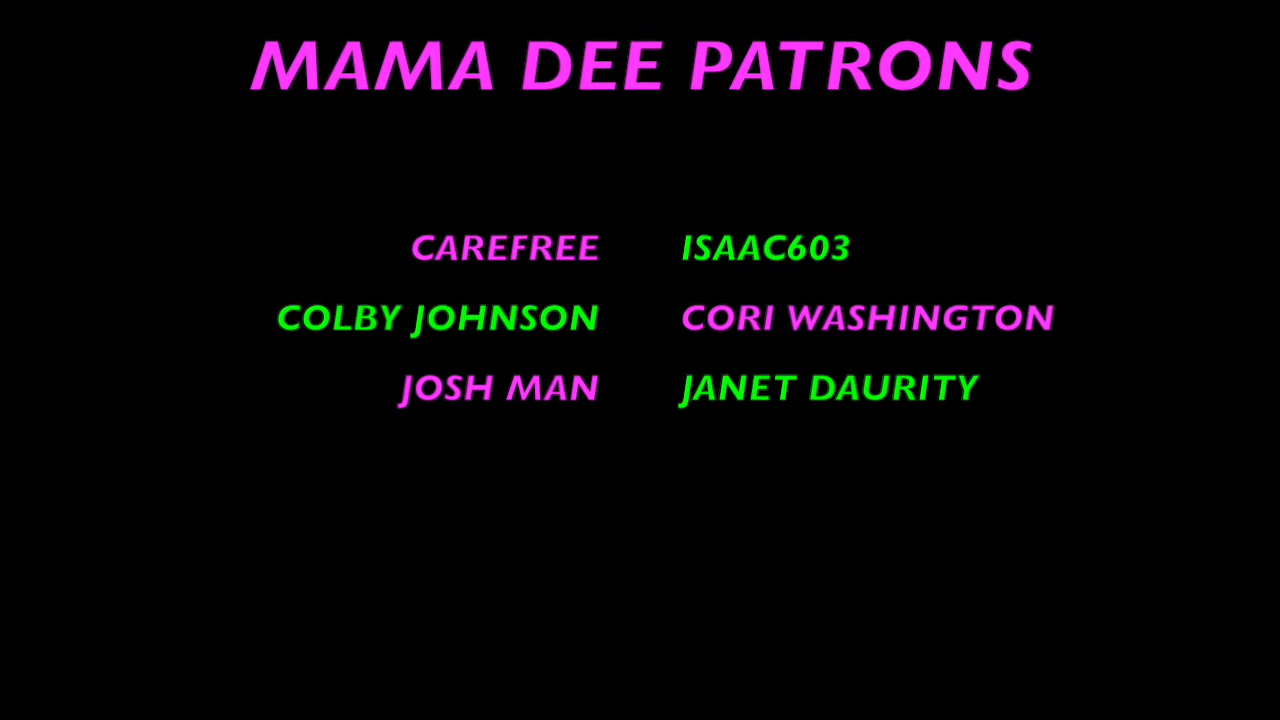 MAMA DEE PATRONS
CAREFREE ISAAC603
COLBY JOHNSON CORI WASHINGTON
JOSH MAN JANET DAURITY